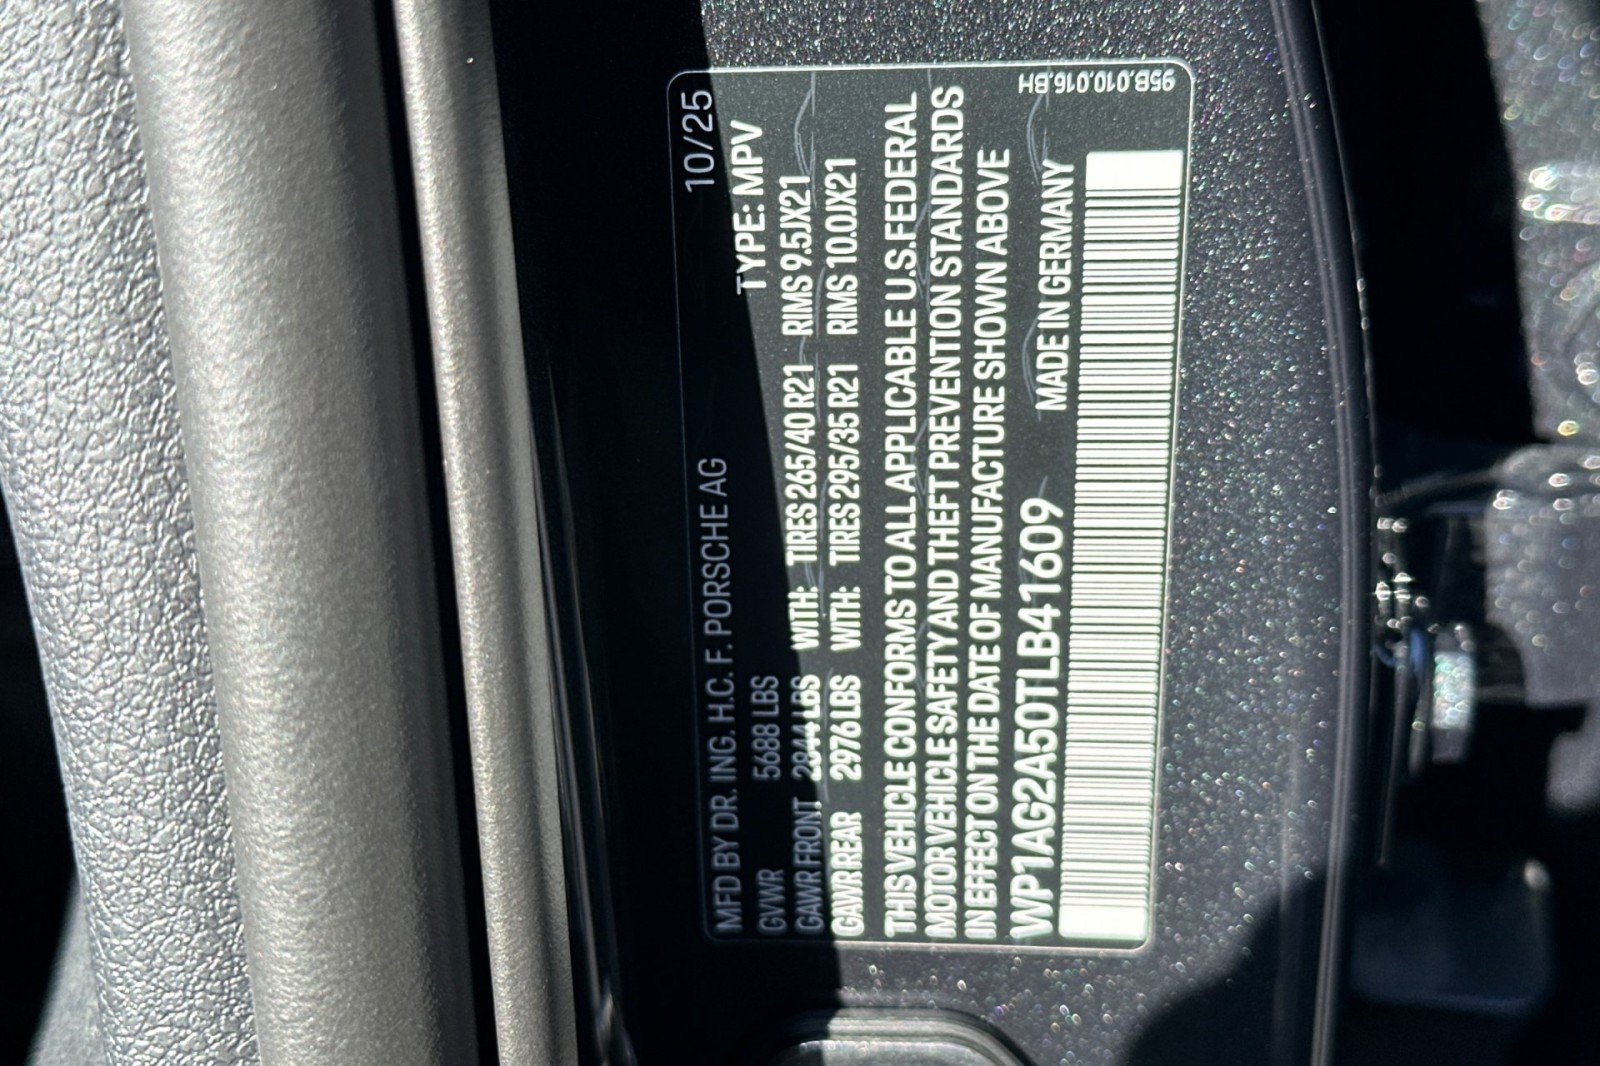 MFD BY DR. ING. H.C. F. PORSCHE AG 10/25
GVWR 5688 LBS TYPE: MPV
GAWR FRONT 2844 LBS WITH: TIRES 265/40 R21 RIMS 9.5JX21
GAWR REAR 2976 LBS WITH: TIRES 295/35 R21 RIMS 10.0JX21
THIS VEHICLE CONFORMS TO ALL APPLICABLE U.S. FEDERAL
MOTOR VEHICLE SAFETY AND THEFT PREVENTION STANDARDS
IN EFFECT ON THE DATE OF MANUFACTURE SHOWN ABOVE
WP1AG2A50TLB41609 MADE IN GERMANY
95B.010.016.BH